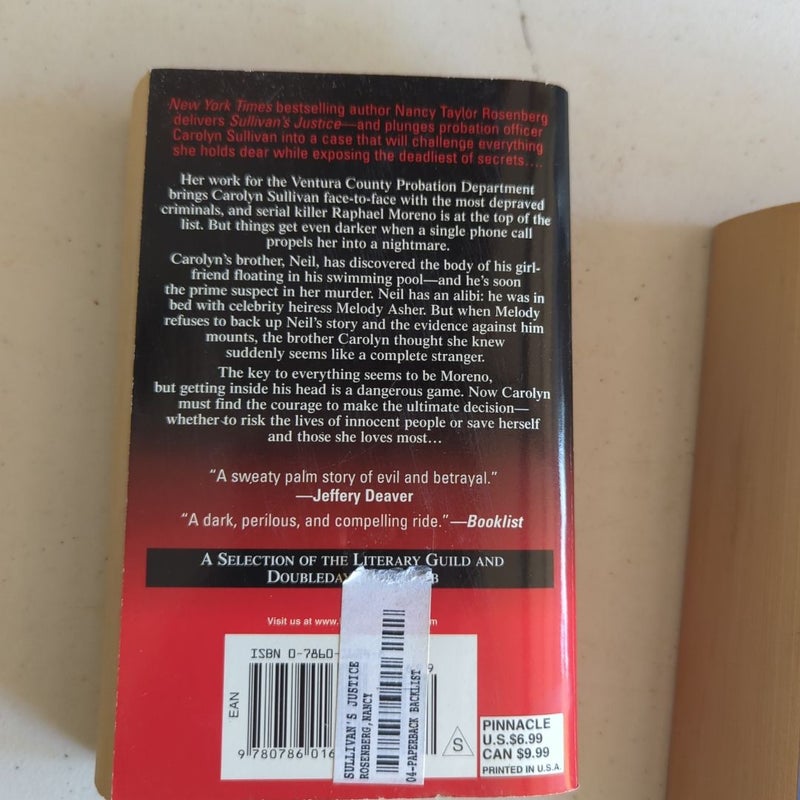 New York Times bestselling author Nancy Taylor Rosenberg
delivers Sullivan's Justice—and plunges probation officer
Carolyn Sullivan into a case that will challenge everything
she holds dear while exposing the deadliest of secrets....
Her work for the Ventura County Probation Department
brings Carolyn Sullivan face-to-face with the most depraved
criminals, and serial killer Raphael Moreno is at the top of the
list. But things get even darker when a single phone call
propels her into a nightmare.
Carolyn's brother, Neil, has discovered the body of his girl-
friend floating in his swimming pool—and he's soon
the prime suspect in her murder. Neil has an alibi: he was in
bed with celebrity heiress Melody Asher. But when Melody
refuses to back up Neil's story and the evidence against him
mounts, the brother Carolyn thought she knew
suddenly seems like a complete stranger.
The key to everything seems to be Moreno,
but getting inside his head is a dangerous game. Now Carolyn
must find the courage to make the ultimate decision—
whether to risk the lives of innocent people or save herself
and those she loves most...
"A sweaty palm story of evil and betrayal."
—Jeffery Deaver
"A dark, perilous, and compelling ride."—Booklist
A SELECTION OF THE LITERARY GUILD AND
Visit us at www.
ISBN 0-7860-
9
EAN
9 780786 016
SULLIVAN'S JUSTICE
ROSENBERG,NANCY
04-PAPERBACK BACKLIST
S
PINNACLE
U.S.$6.99
CAN $9.99
PRINTED IN U.S.A.